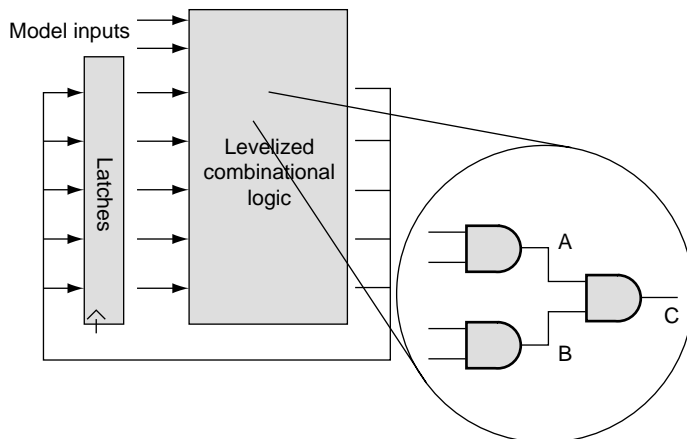 Model inputs
Latches
Levelized
combinational
logic
A
B
C